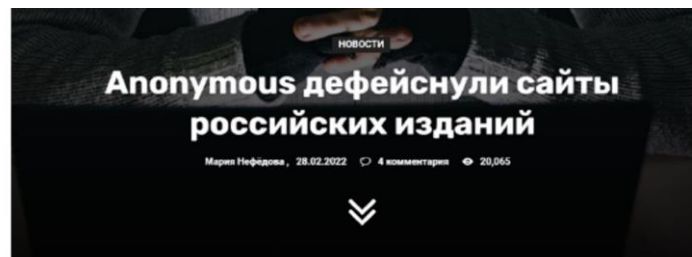 НОВОСТИ
Anonymous дефейснули сайты
российских изданий
Мария Нефёдова, 28.02.2022 4 комментария 20,065